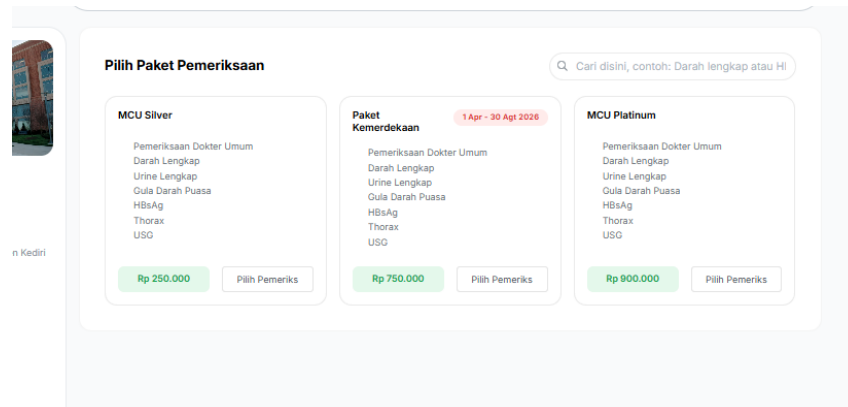 Pilih Paket Pemeriksaan
Cari disini, contoh: Darah lengkap atau H
MCU Silver
Pemeriksaan Dokter Umum
Darah Lengkap
Urine Lengkap
Gula Darah Puasa
HBsAg
Thorax
USG
Rp 250.000
Pilih Pemeriks
Paket
Kemerdekaan
1 Apr - 30 Agt 2026
Pemeriksaan Dokter Umum
Darah Lengkap
Urine Lengkap
Gula Darah Puasa
HBsAg
Thorax
USG
Rp 750.000
Pilih Pemeriks
MCU Platinum
Pemeriksaan Dokter Umum
Darah Lengkap
Urine Lengkap
Gula Darah Puasa
HBsAg
Thorax
USG
Rp 900.000
Pilih Pemeriks
n Kediri